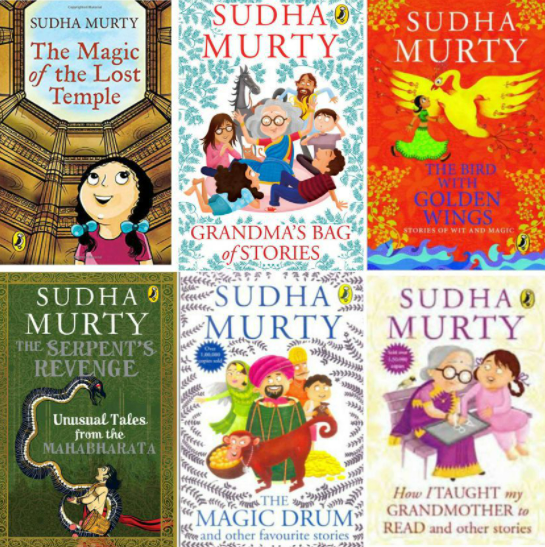 SUDHA MURTY
The Magic
of the Lost
Temple
SUDHA
MURTY
GRANDMA'S BAG
of STORIES
SUDHA
MURTY
THE BIRD
WITH
GOLDEN
WINGS
STORIES OF WIT AND MAGIC
SUDHA
MURTY
THE SERPENT'S
REVENGE
Unusual Tales
from the
MAHABHARATA
SUDHA
MURTY
THE
MAGIC DRUM
and other favourite stories
SUDHA
MURTY
How I TAUGHT my
GRANDMOTHER to
READ and other stories